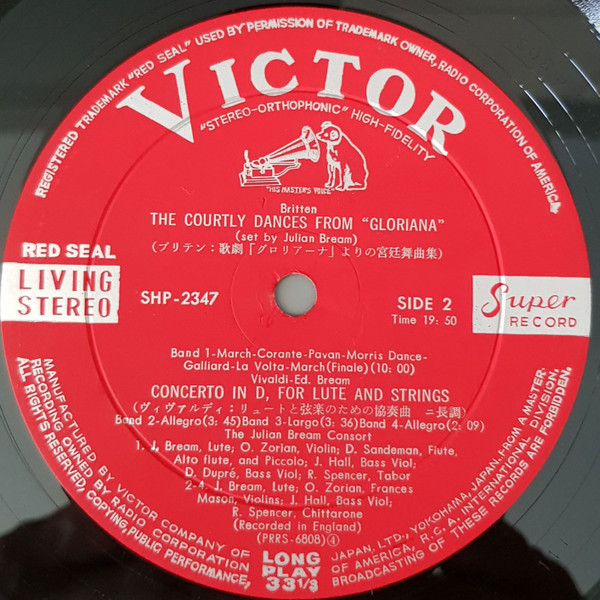 REGISTERED TRADEMARK "RED SEAL" USED BY PERMISSION OF TRADEMARK OWNER, RADIO CORPORATION OF AMERICA.
VICTOR
"STEREO-ORTHOPHONIC" HIGH-FIDELITY
"HIS MASTER'S VOICE"
Britten
THE COURTLY DANCES FROM "GLORIANA"
(set by Julian Bream)
(ブリテン:歌劇「グロリアーナ」よりの宮廷舞曲集)
RED SEAL
LIVING
STEREO
SHP-2347
SIDE 2
Time 19: 50
Super
RECORD
Band 1-March-Corante-Pavan-Morris Dance-
Galliard-La Volta-March(Finale)(10: 00)
Vivaldi-Ed. Bream
CONCERTO IN D, FOR LUTE AND STRINGS
(ヴィヴァルディ:リュートと弦楽のための協奏曲 ニ長調)
Band 2-Allegro(3: 45)Band 3-Largo(3: 36)Band 4-Allegro(2: 09)
The Julian Bream Consort
1. J, Bream, Lute; O. Zorian, Violin; D. Sandeman, Flute,
Alto flute, and Piccolo; J. Hall, Bass Viol;
D. Dupré, Bass Viol; R. Spencer, Tabor
2-4. J. Bream, Lute; O. Zorian, Frances
Mason, Violins; J. Hall, Bass Viol;
R. Spencer, Chittarone
(Recorded in England)
(PRRS-6808)④
LONG
PLAY
33 1/3
MANUFACTURED BY VICTOR COMPANY OF JAPAN, LTD., YOKOHAMA, JAPAN. FROM A MASTER-
RECORDING OWNED BY RADIO CORPORATION OF AMERICA, R.C.A. INTERNATIONAL DIVISION.
ALL RIGHTS RESERVED, COPYING, PUBLIC PERFORMANCE, BROADCASTING OF THESE RECORDS ARE FORBIDDEN.